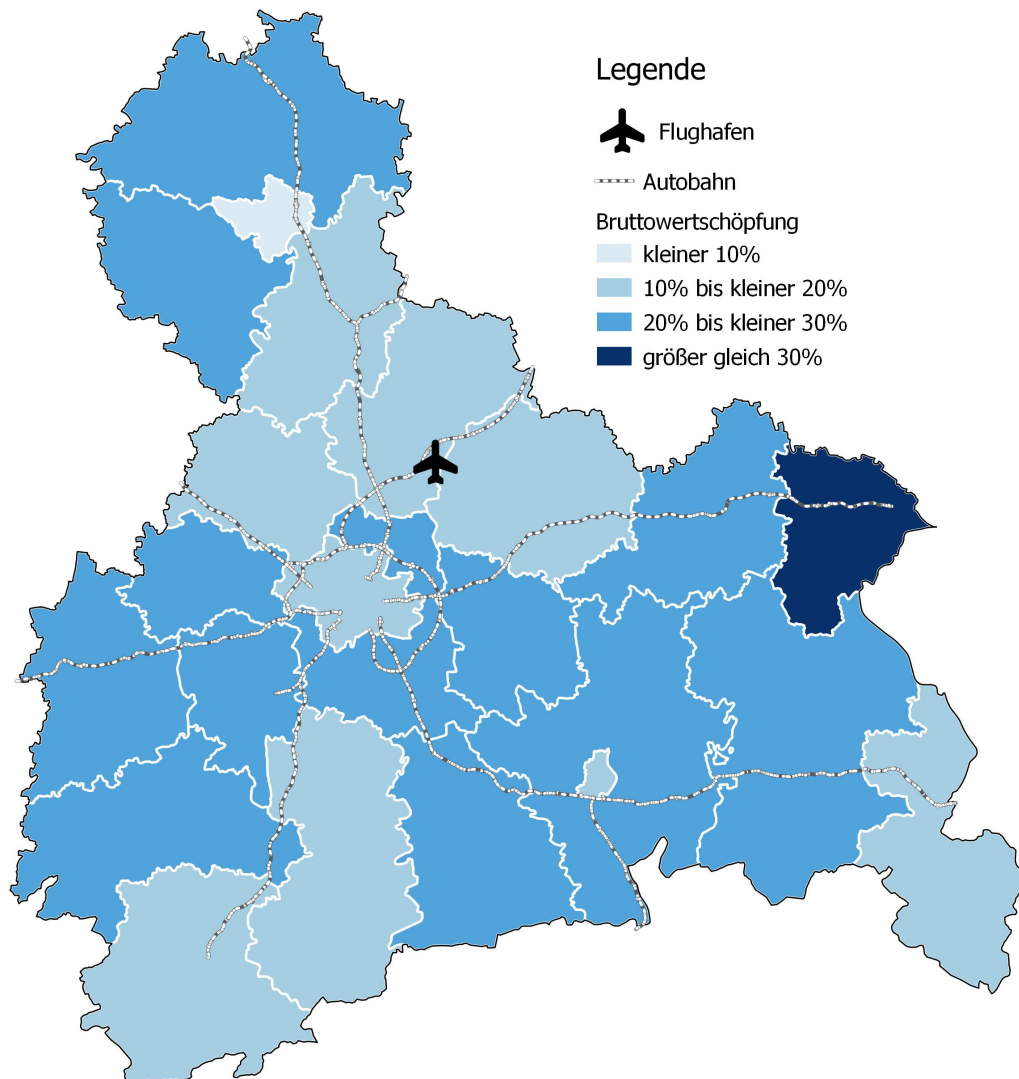 Legende
Flughafen
Autobahn
Bruttowertschöpfung
kleiner 10%
10% bis kleiner 20%
20% bis kleiner 30%
größer gleich 30%